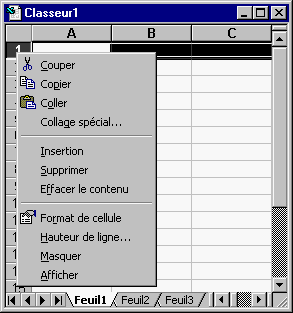 Classeur1
A B C
1
Couper
Copier
Coller
Collage spécial...
Insertion
Supprimer
Effacer le contenu
Format de cellule
Hauteur de ligne...
Masquer
Afficher
Feuil1 Feuil2 Feuil3